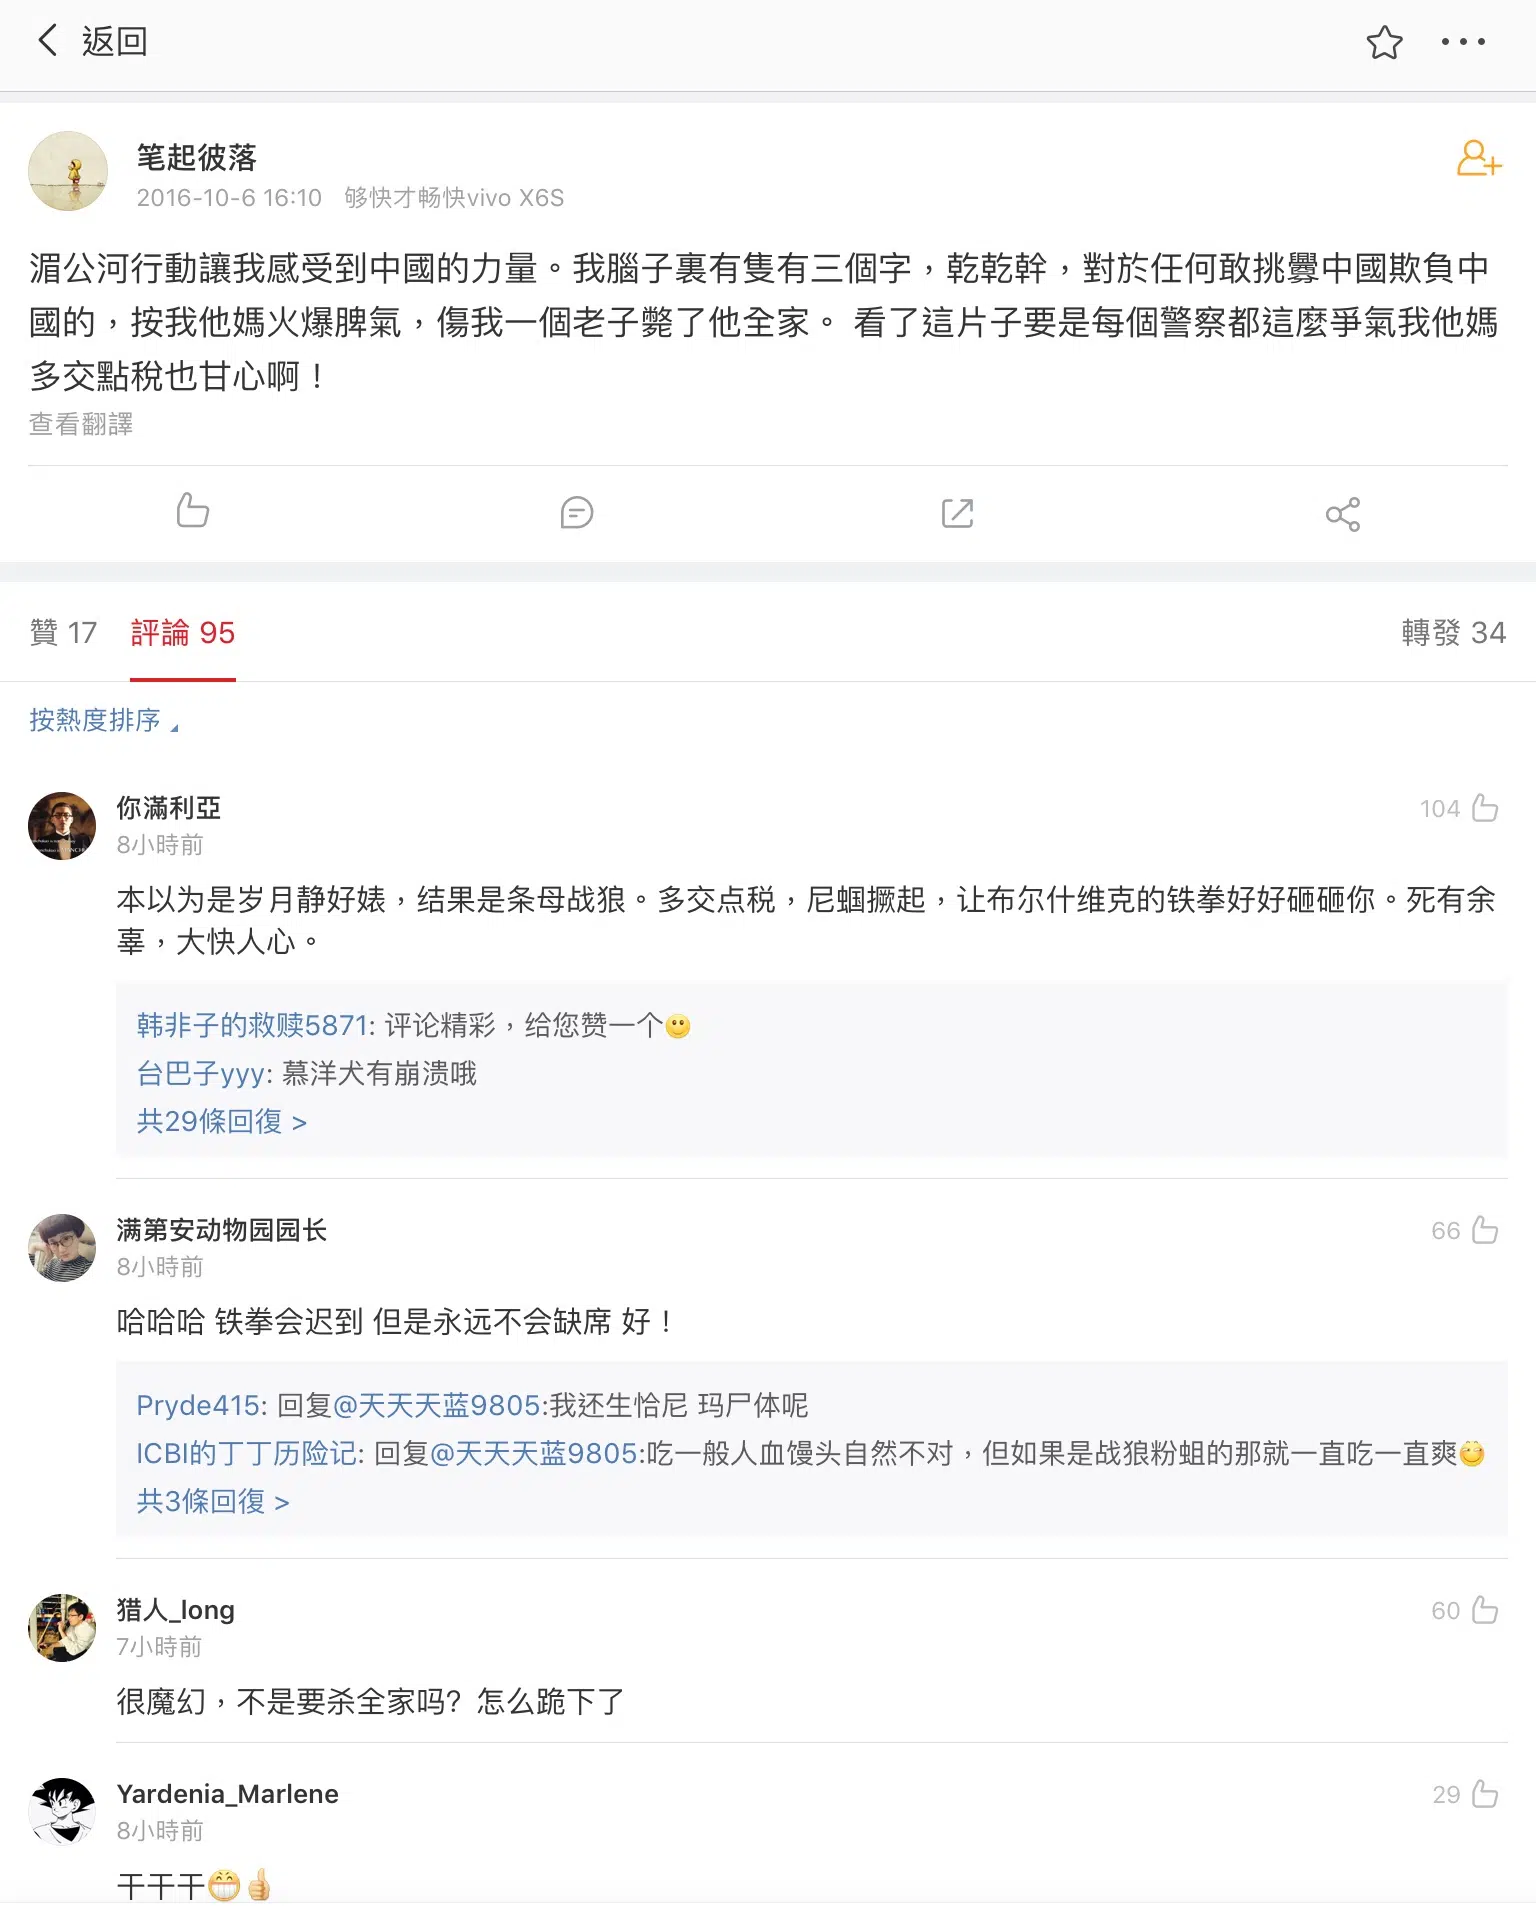 返回
笔起彼落
2016-10-6 16:10 够快才畅快vivo X6S
湄公河行動讓我感受到中國的力量。我腦子裏有隻有三個字，乾乾幹，對於任何敢挑釁中國欺負中
國的，按我他媽火爆脾氣，傷我一個老子斃了他全家。 看了這片子要是每個警察都這麼爭氣我他媽
多交點稅也甘心啊！
查看翻譯
贊 17 評論 95 轉發 34
按熱度排序
你滿利亞 104
8小時前
本以为是岁月静好婊，结果是条母战狼。多交点税，尼蝈撅起，让布尔什维克的铁拳好好砸砸你。死有余
辜，大快人心。
韩非子的救赎5871: 评论精彩，给您赞一个🙂
台巴子yyy: 慕洋犬有崩溃哦
共29條回復 >
满第安动物园园长 66
8小時前
哈哈哈 铁拳会迟到 但是永远不会缺席 好！
Pryde415: 回复@天天天蓝9805:我还生恰尼 玛尸体呢
ICBI的丁丁历险记: 回复@天天天蓝9805:吃一般人血馒头自然不对，但如果是战狼粉蛆的那就一直吃一直爽😏
共3條回復 >
猎人_long 60
7小時前
很魔幻，不是要杀全家吗？怎么跪下了
Yardenia_Marlene 29
8小時前
干干干😁👍